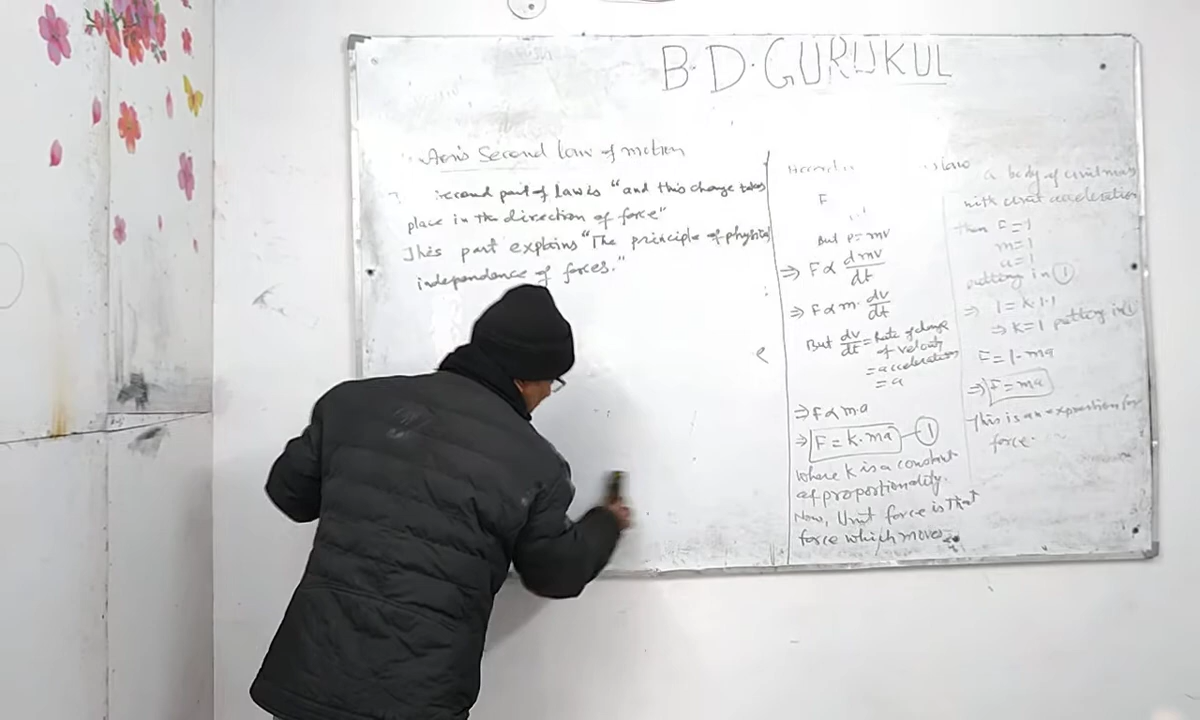 B.D.GURUKUL
Second Law of motion
second part of Law is "and this change takes
place in the direction of force"
This part explains "The principle of physical
independence of forces."
F
But P = mv
⇒ F ∝ dmv/dt
⇒ F ∝ m. dv/dt
But dv/dt = Rate of change
of velocity
= acceleration
= a
⇒ F ∝ m.a
⇒ F = k.ma — 1
where K is a constant
of proportionality.
Now, Unit force is that
force which moves
a body of unit mass
with unit acceleration
then F=1
m=1
a=1
putting in 1
⇒ 1=k.1.1
⇒ k=1 putting in 1
F=1.ma
⇒ F=ma
This is an expression for
force.